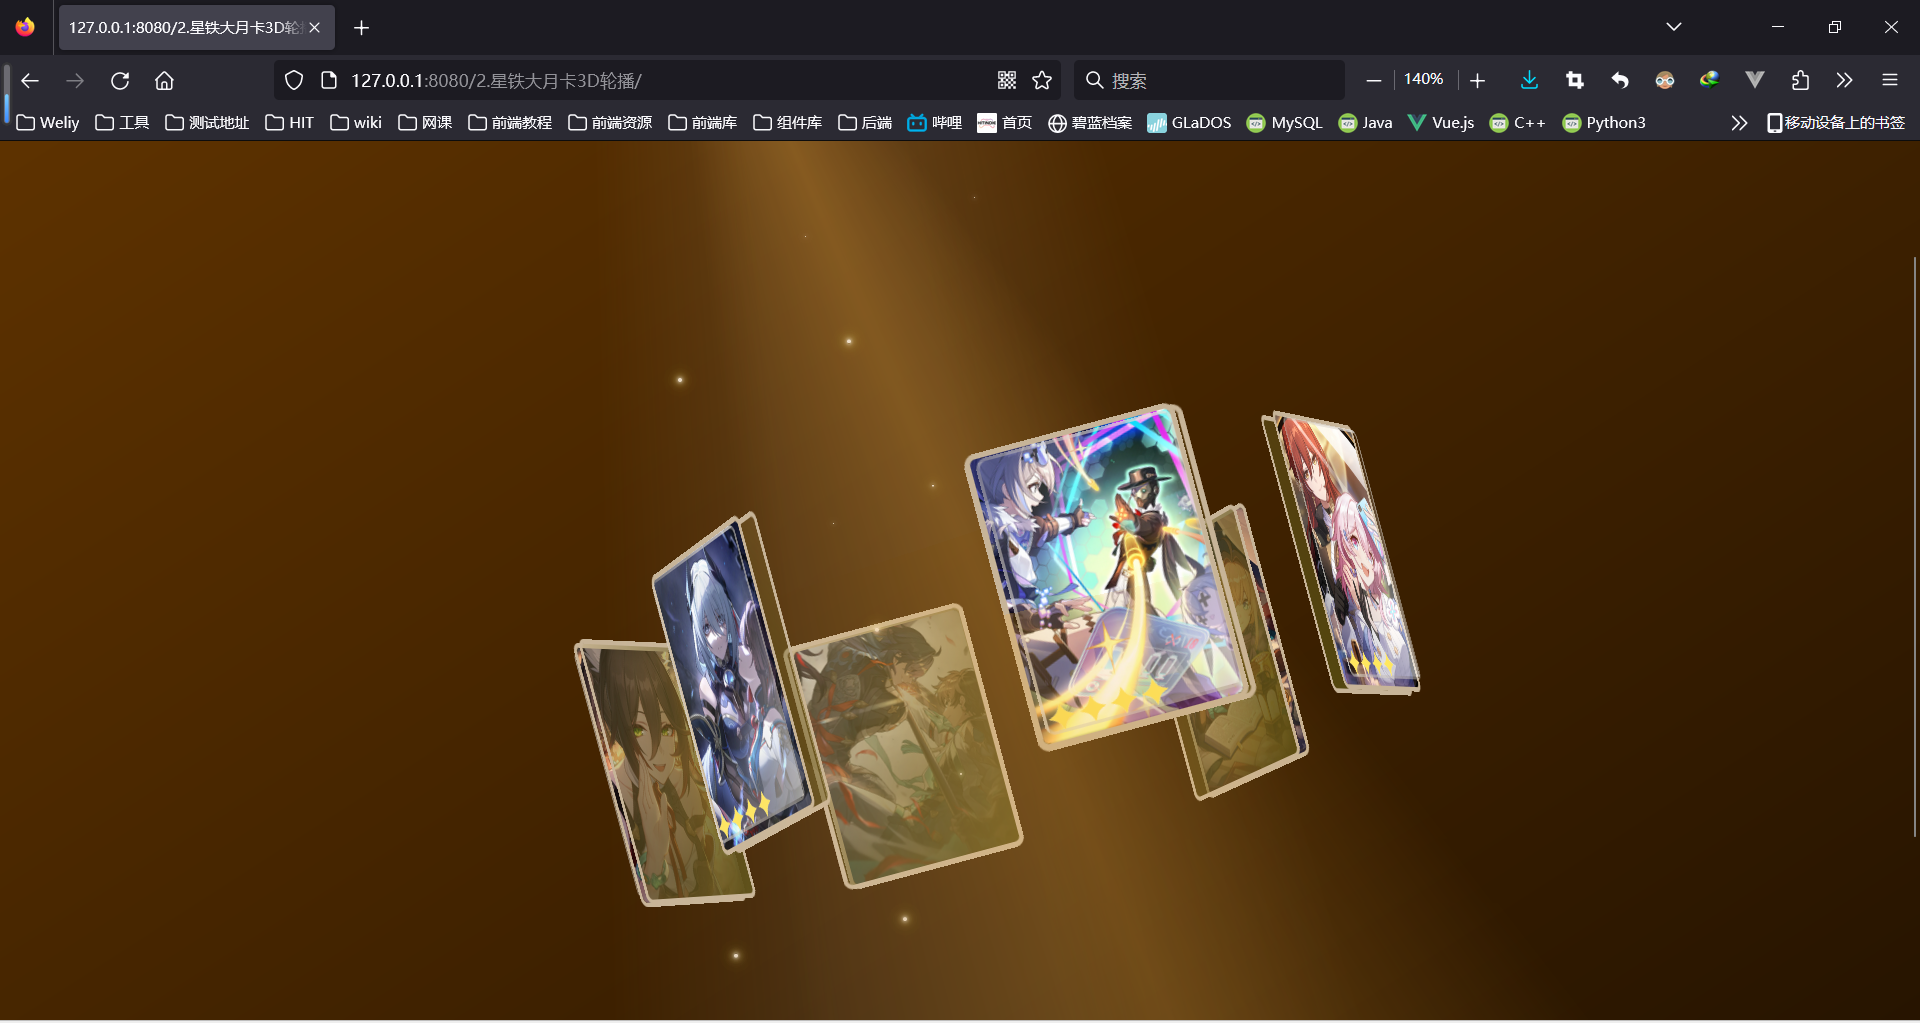 127.0.0.1:8080/2.星铁大月卡3D轮
127.0.0.1:8080/2.星铁大月卡3D轮播/
搜索
140%
Weliy 工具 测试地址 HIT wiki 网课 前端教程 前端资源 前端库 组件库 后端 哔哩 首页 碧蓝档案 GLaDOS MySQL Java Vue.js C++ Python3 移动设备上的书签